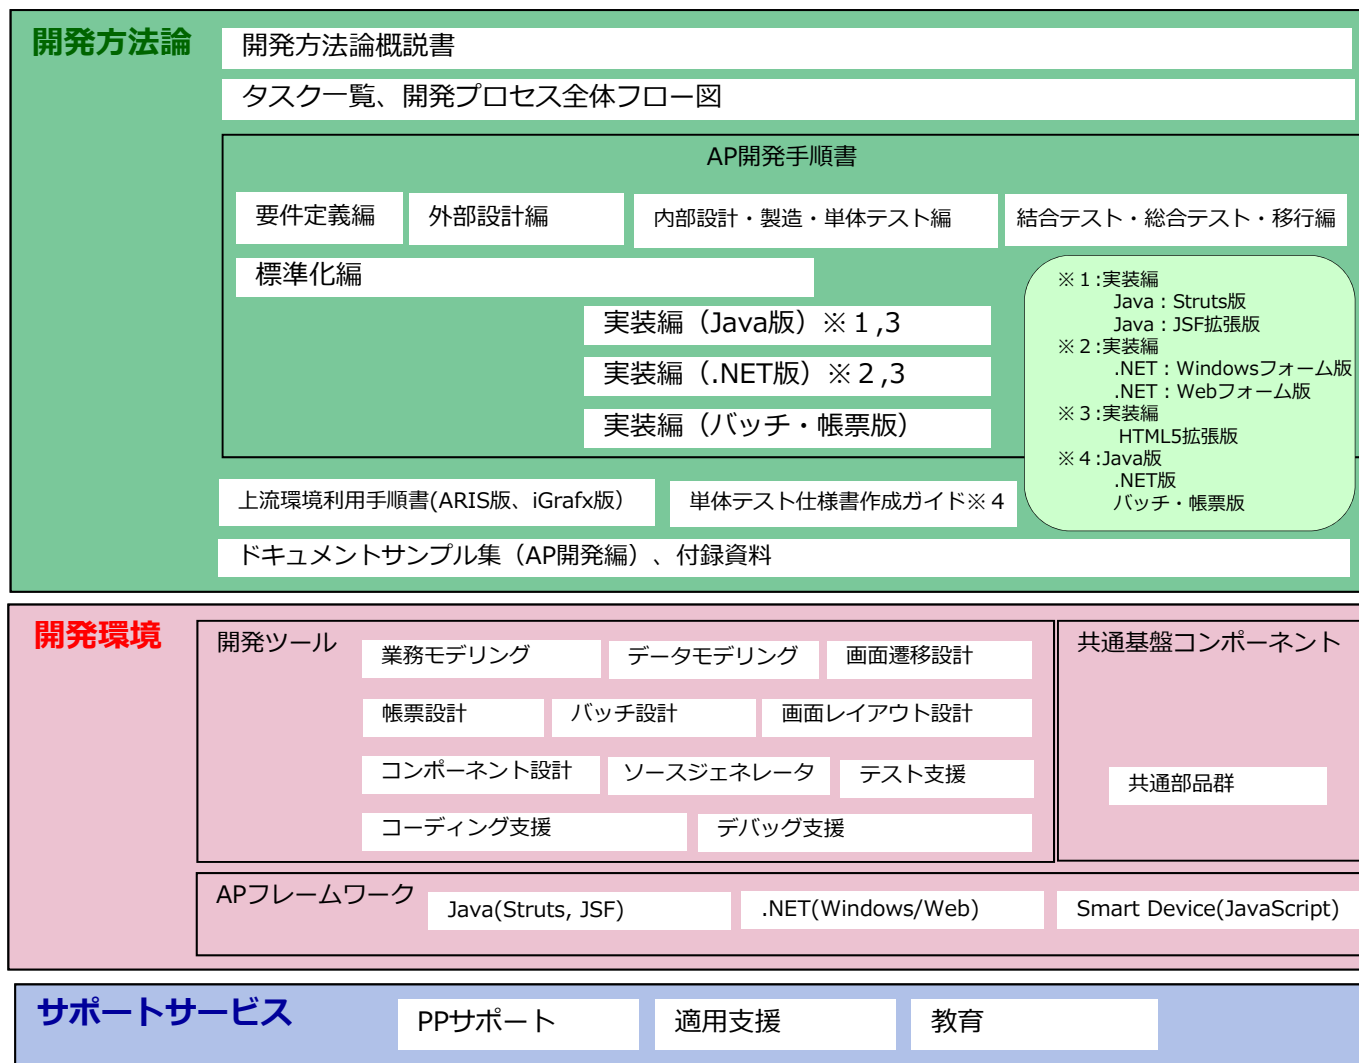 開発方法論
開発方法論概説書
タスク一覧、開発プロセス全体フロー図
AP開発手順書
要件定義編
外部設計編
内部設計・製造・単体テスト編
結合テスト・総合テスト・移行編
標準化編
実装編（Java版）※１,3
実装編（.NET版）※２,3
実装編（バッチ・帳票版）
※１:実装編
Java：Struts版
Java：JSF拡張版
※２:実装編
.NET：Windowsフォーム版
.NET：Webフォーム版
※３:実装編
HTML5拡張版
※４:Java版
.NET版
バッチ・帳票版
上流環境利用手順書(ARIS版、iGrafx版）
単体テスト仕様書作成ガイド※４
ドキュメントサンプル集（AP開発編）、付録資料
開発環境
開発ツール
業務モデリング
データモデリング
画面遷移設計
帳票設計
バッチ設計
画面レイアウト設計
コンポーネント設計
ソースジェネレータ
テスト支援
コーディング支援
デバッグ支援
共通基盤コンポーネント
共通部品群
APフレームワーク
Java(Struts, JSF)
.NET(Windows/Web)
Smart Device(JavaScript)
サポートサービス
PPサポート
適用支援
教育